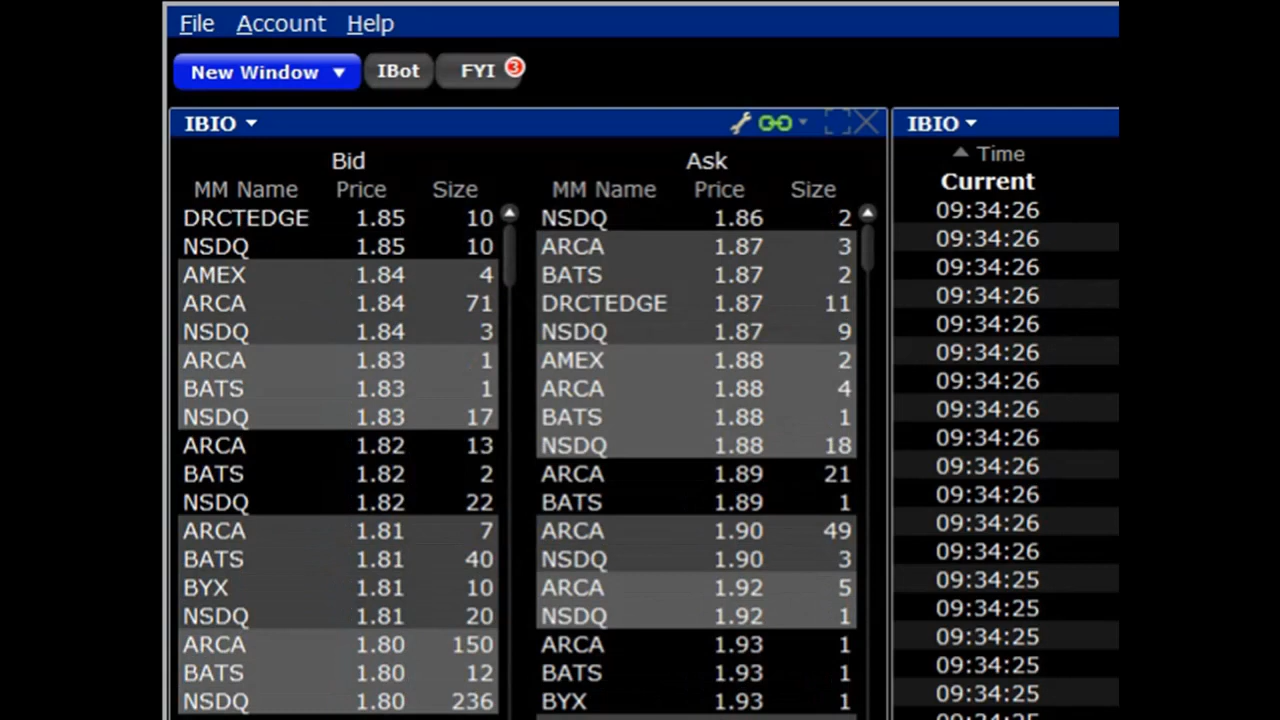 File Account Help
New Window ▼ IBot FYI 3
IBIO IBIO
Bid Ask Time
MM Name Price Size MM Name Price Size Current
DRCTEDGE 1.85 10 NSDQ 1.86 2 09:34:26
NSDQ 1.85 10 ARCA 1.87 3 09:34:26
AMEX 1.84 4 BATS 1.87 2 09:34:26
ARCA 1.84 71 DRCTEDGE 1.87 11 09:34:26
NSDQ 1.84 3 NSDQ 1.87 9 09:34:26
ARCA 1.83 1 AMEX 1.88 2 09:34:26
BATS 1.83 1 ARCA 1.88 4 09:34:26
NSDQ 1.83 17 BATS 1.88 1 09:34:26
ARCA 1.82 13 NSDQ 1.88 18 09:34:26
BATS 1.82 2 ARCA 1.89 21 09:34:26
NSDQ 1.82 22 BATS 1.89 1 09:34:26
ARCA 1.81 7 ARCA 1.90 49 09:34:26
BATS 1.81 40 NSDQ 1.90 3 09:34:26
BYX 1.81 10 ARCA 1.92 5 09:34:25
NSDQ 1.81 20 NSDQ 1.92 1 09:34:25
ARCA 1.80 150 ARCA 1.93 1 09:34:25
BATS 1.80 12 BATS 1.93 1 09:34:25
NSDQ 1.80 236 BYX 1.93 1 09:34:25